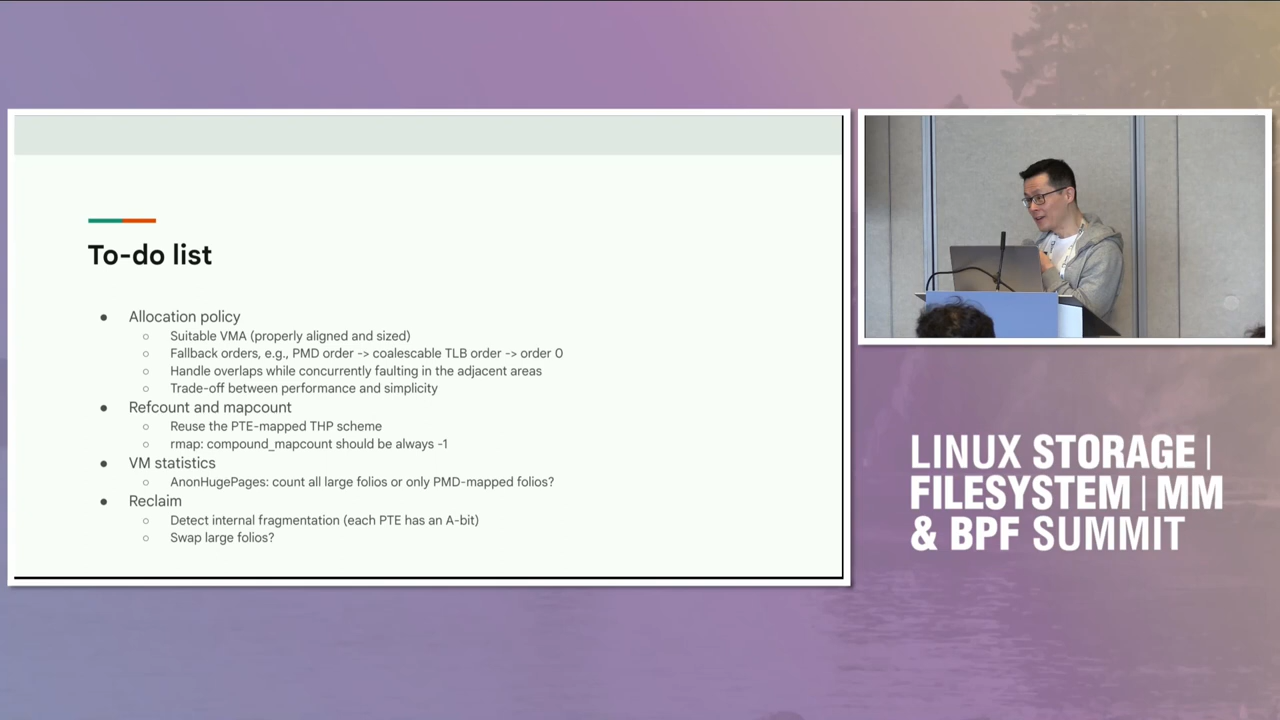 To-do list
● Allocation policy
○ Suitable VMA (properly aligned and sized)
○ Fallback orders, e.g., PMD order -> coalescable TLB order -> order 0
○ Handle overlaps while concurrently faulting in the adjacent areas
○ Trade-off between performance and simplicity
● Refcount and mapcount
○ Reuse the PTE-mapped THP scheme
○ rmap: compound_mapcount should be always -1
● VM statistics
○ AnonHugePages: count all large folios or only PMD-mapped folios?
● Reclaim
○ Detect internal fragmentation (each PTE has an A-bit)
○ Swap large folios?
LINUX STORAGE |
FILESYSTEM | MM
& BPF SUMMIT